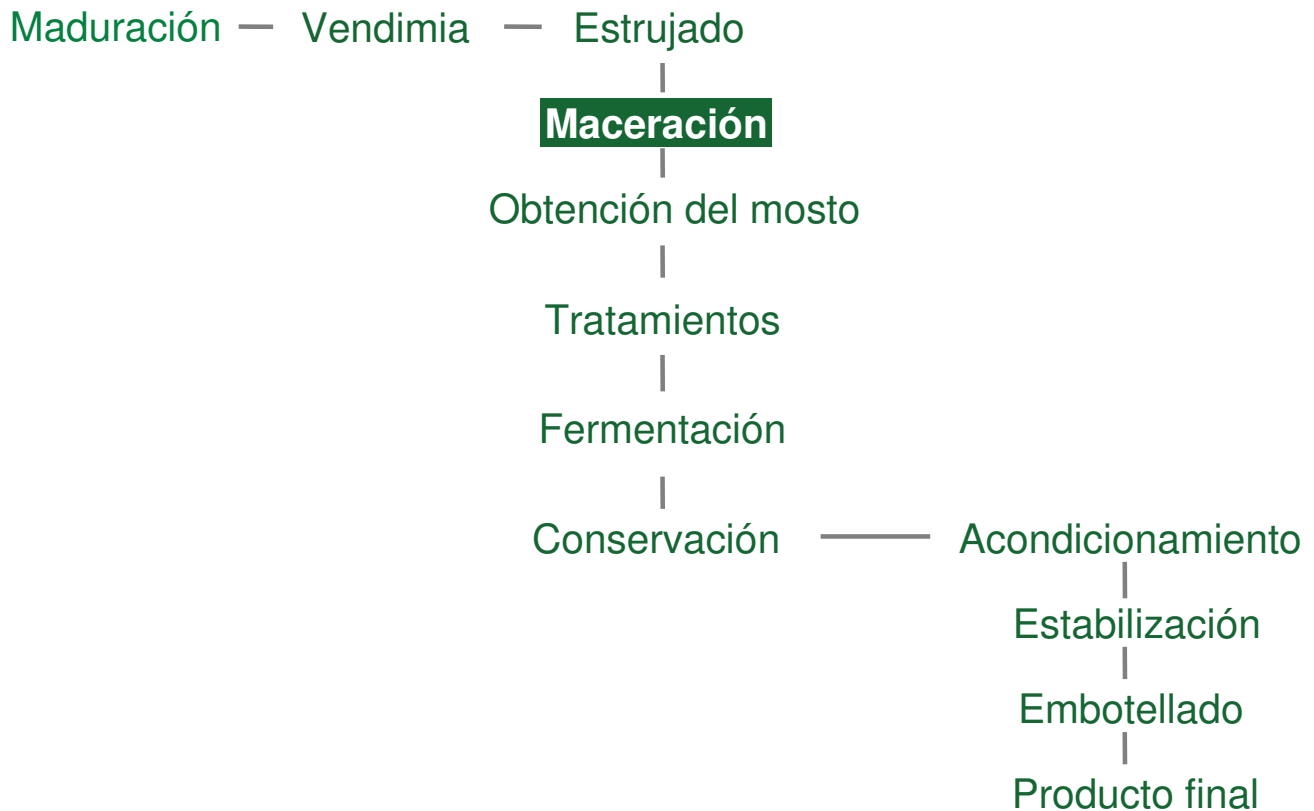 Maduración — Vendimia — Estrujado
Maceración
Obtención del mosto
Tratamientos
Fermentación
Conservación — Acondicionamiento
Estabilización
Embotellado
Producto final